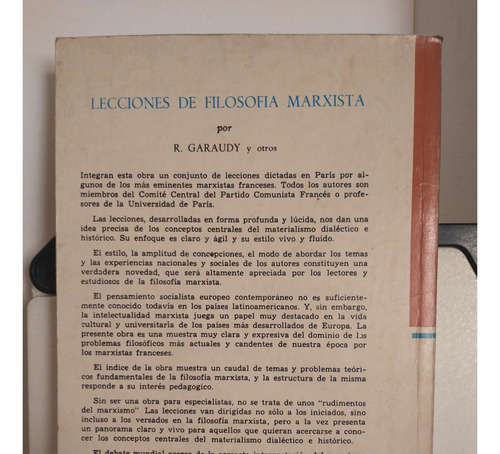 LECCIONES DE FILOSOFIA MARXISTA
por
R. GARAUDY y otros
Integran esta obra un conjunto de lecciones dictadas en París por al-
gunos de los más eminentes marxistas franceses. Todos los autores son
miembros del Comité Central del Partido Comunista Francés o profe-
sores de la Universidad de París.
Las lecciones, desarrolladas en forma profunda y lúcida, nos dan una
idea precisa de los conceptos centrales del materialismo dialéctico e
histórico. Su enfoque es claro y ágil y su estilo vivo y fluido.
El estilo, la amplitud de concepciones, el modo de abordar los temas
y las experiencias nacionales y sociales de los autores constituyen una
verdadera novedad, que será altamente apreciada por los lectores y
estudiosos de la filosofía marxista.
El pensamiento socialista europeo contemporáneo no es suficiente-
mente conocido todavía en los países latinoamericanos. Y, sin embargo,
la intelectualidad marxista juega un papel muy destacado en la vida
cultural y universitaria de los países más desarrollados de Europa. La
presente obra es una muestra muy clara y expresiva del dominio de los
problemas filosóficos más actuales y candentes de nuestra época por
los marxistas franceses.
El índice de la obra muestra un caudal de temas y problemas teóri-
cos fundamentales de la filosofía marxista, y la estructura de la misma
responde a su interés pedagógico.
Sin ser una obra para especialistas, no se trata de unos "rudimentos
del marxismo" Las lecciones van dirigidas no sólo a los iniciados, sino
incluso a los versados en la filosofía marxista, pero a la vez presenta
un panorama claro y vivo para aquellos que quieran acercarse a cono-
cer los conceptos centrales del materialismo dialéctico e histórico.
El debate mundial acerca de la correcta interpretación del